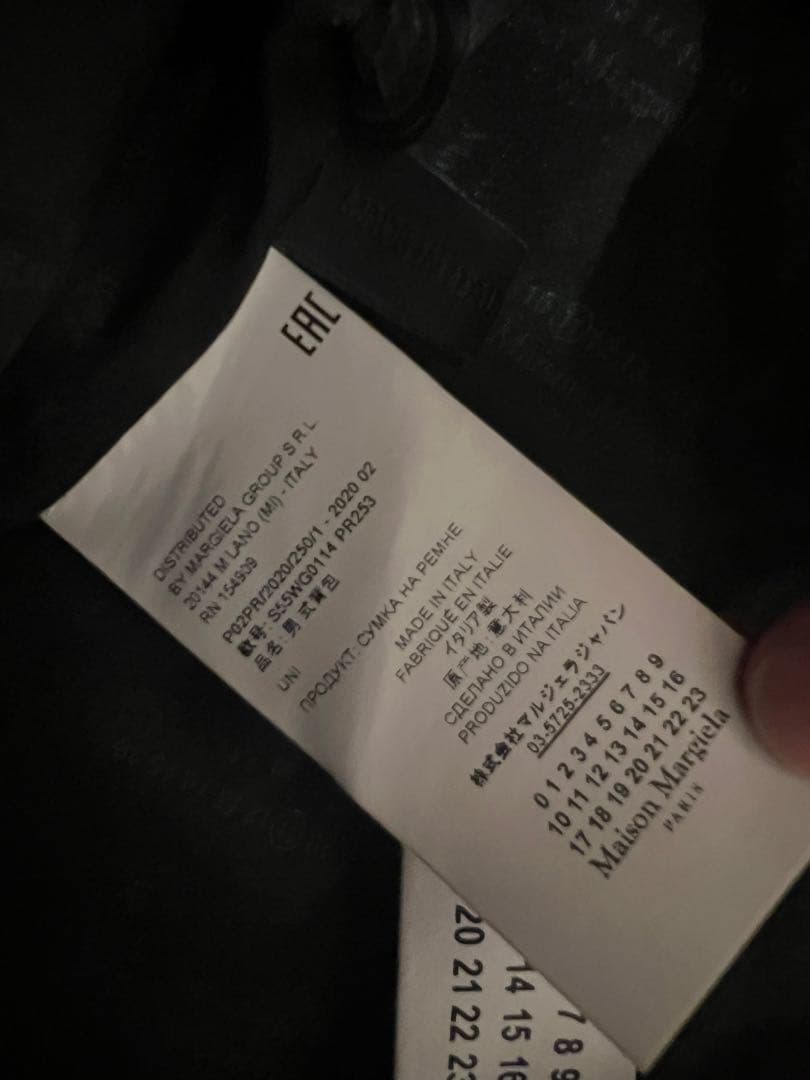 EAC
DISTRIBUTED
BY MARGIELA GROUP S R L
20144 MILANO (MI) - ITALY
RN 154909
P02PR/2020/250/1 - 2020 02
款号: S55WG0114 PR253
品名: 男式背包
UNI
ПРОДУКТ: СУМКА НА РЕМНЕ
MADE IN ITALY
FABRIQUE EN ITALIE
イタリア製
原产地: 意大利
СДЕЛАНО В ИТАЛИИ
PRODUZIDO NA ITALIA
株式会社マルジェラジャパン
03-5725-2333
0 1 2 3 4 5 6 7 8 9
10 11 12 13 14 15 16
17 18 19 20 21 22 23
Maison Margiela
PARIS
7 8 9
14 15 16
20 21 22 23